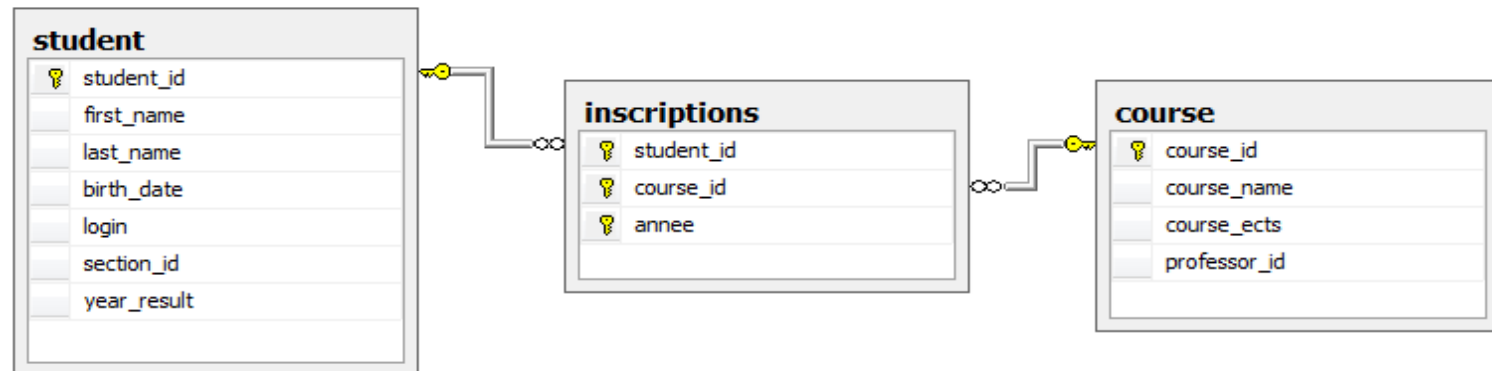 student
student_id
first_name
last_name
birth_date
login
section_id
year_result
inscriptions
student_id
course_id
annee
course
course_id
course_name
course_ects
professor_id